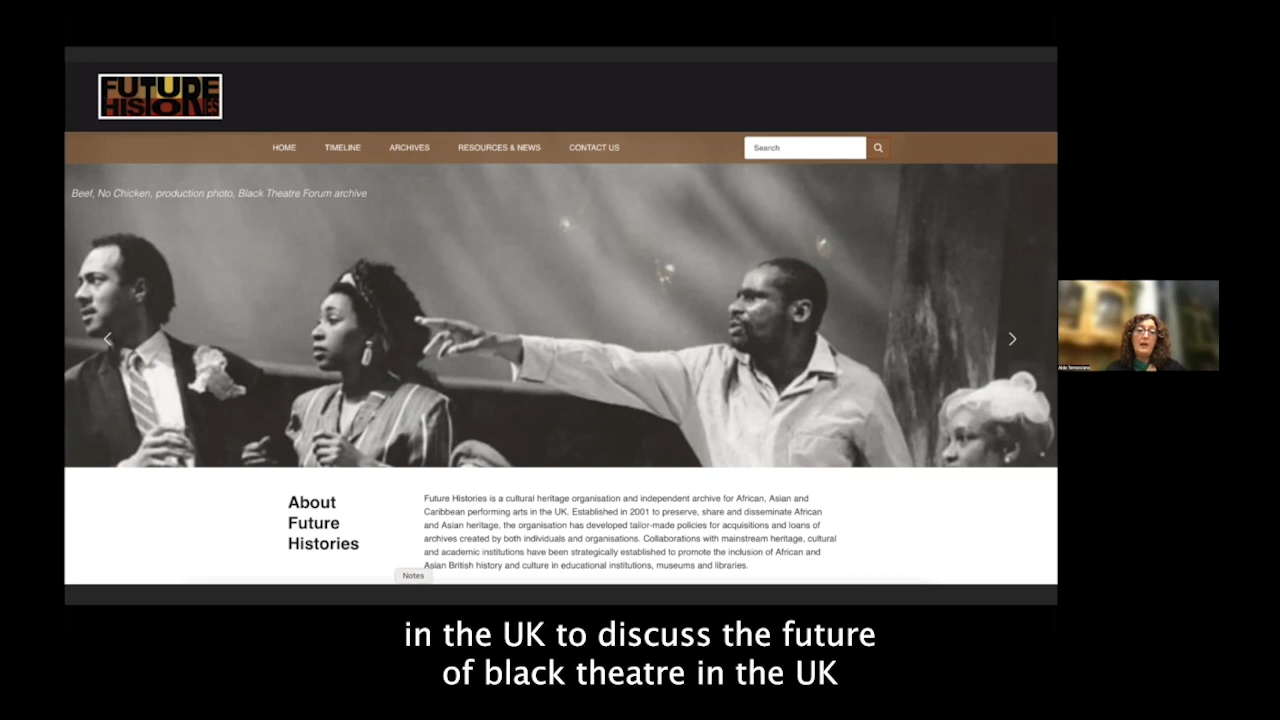 FUTURE
HISTORIES
HOME TIMELINE ARCHIVES RESOURCES & NEWS CONTACT US Search
Beef, No Chicken, production photo, Black Theatre Forum archive
About
Future
Histories
Future Histories is a cultural heritage organisation and independent archive for African, Asian and
Caribbean performing arts in the UK. Established in 2001 to preserve, share and disseminate African
and Asian heritage, the organisation has developed tailor-made policies for acquisitions and loans of
archives created by both individuals and organisations. Collaborations with mainstream heritage, cultural
and academic institutions have been strategically established to promote the inclusion of African and
Asian British history and culture in educational institutions, museums and libraries.
Notes
in the UK to discuss the future
of black theatre in the UK